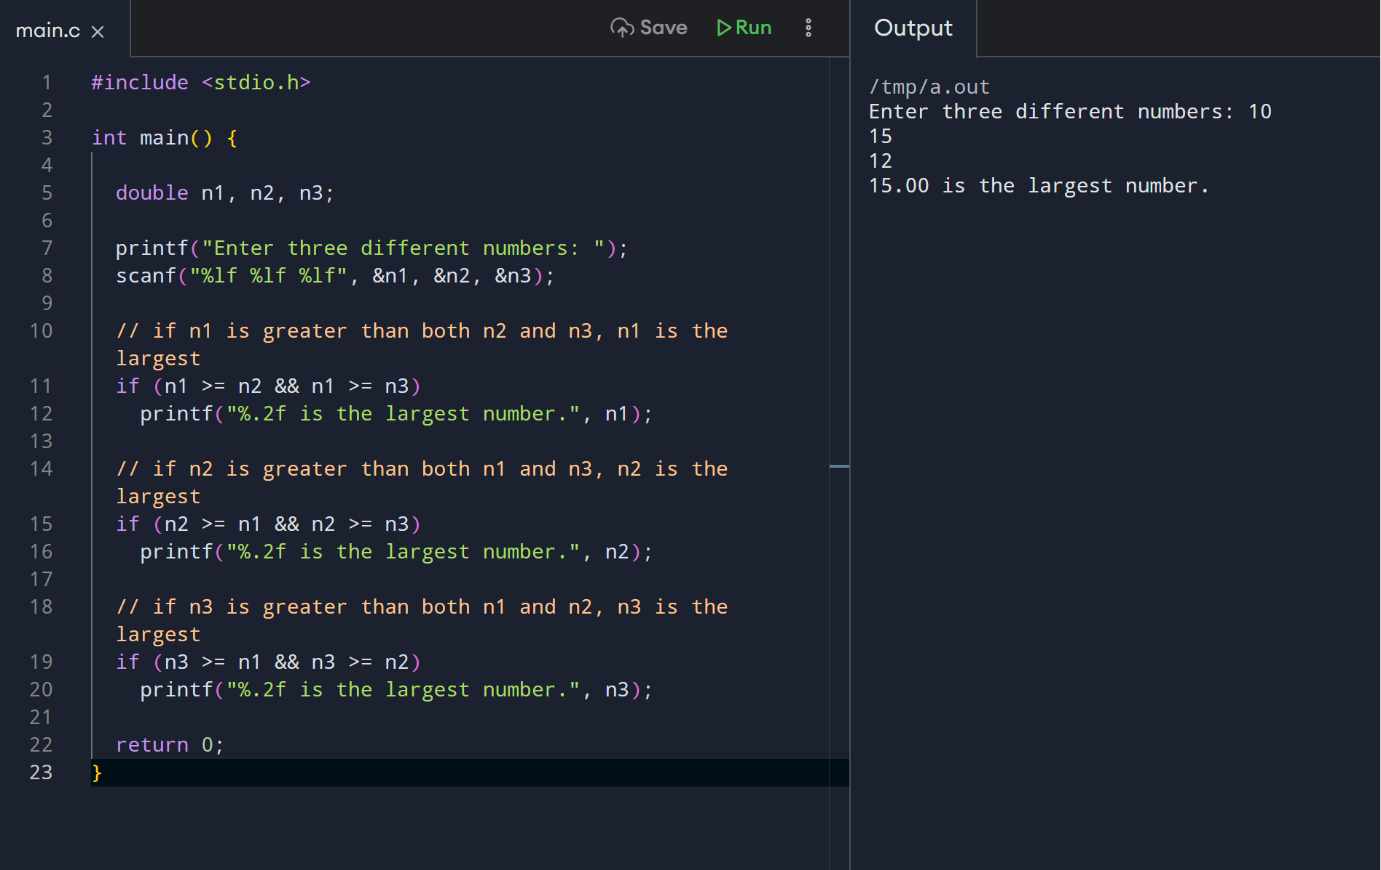 main.c ×
Save
Run
Output
1 #include <stdio.h>
2
3 int main() {
4
5   double n1, n2, n3;
6
7   printf("Enter three different numbers: ");
8   scanf("%lf %lf %lf", &n1, &n2, &n3);
9
10   // if n1 is greater than both n2 and n3, n1 is the
largest
11   if (n1 >= n2 && n1 >= n3)
12     printf("%.2f is the largest number.", n1);
13
14   // if n2 is greater than both n1 and n3, n2 is the
largest
15   if (n2 >= n1 && n2 >= n3)
16     printf("%.2f is the largest number.", n2);
17
18   // if n3 is greater than both n1 and n2, n3 is the
largest
19   if (n3 >= n1 && n3 >= n2)
20     printf("%.2f is the largest number.", n3);
21
22   return 0;
23 }
/tmp/a.out
Enter three different numbers: 10
15
12
15.00 is the largest number.